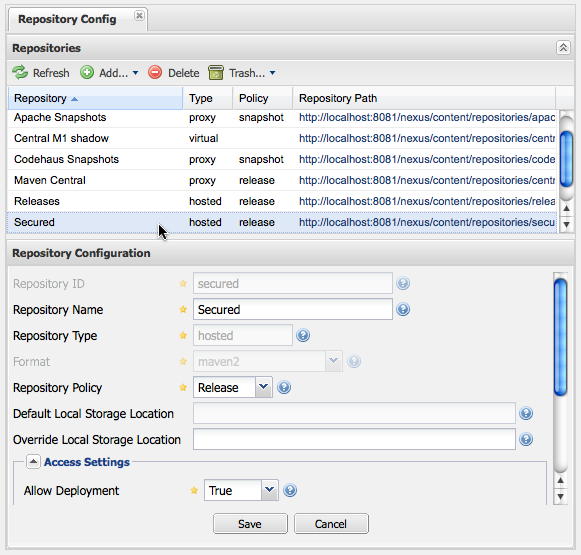 Repository Config
Repositories
Refresh Add... Delete Trash...
Repository Type Policy Repository Path
Apache Snapshots proxy snapshot http://localhost:8081/nexus/content/repositories/apac
Central M1 shadow virtual http://localhost:8081/nexus/content/repositories/centr
Codehaus Snapshots proxy snapshot http://localhost:8081/nexus/content/repositories/code
Maven Central proxy release http://localhost:8081/nexus/content/repositories/centr
Releases hosted release http://localhost:8081/nexus/content/repositories/relea
Secured hosted release http://localhost:8081/nexus/content/repositories/secu
Repository Configuration
Repository ID secured
Repository Name Secured
Repository Type hosted
Format maven2
Repository Policy Release
Default Local Storage Location
Override Local Storage Location
Access Settings
Allow Deployment True
Save Cancel